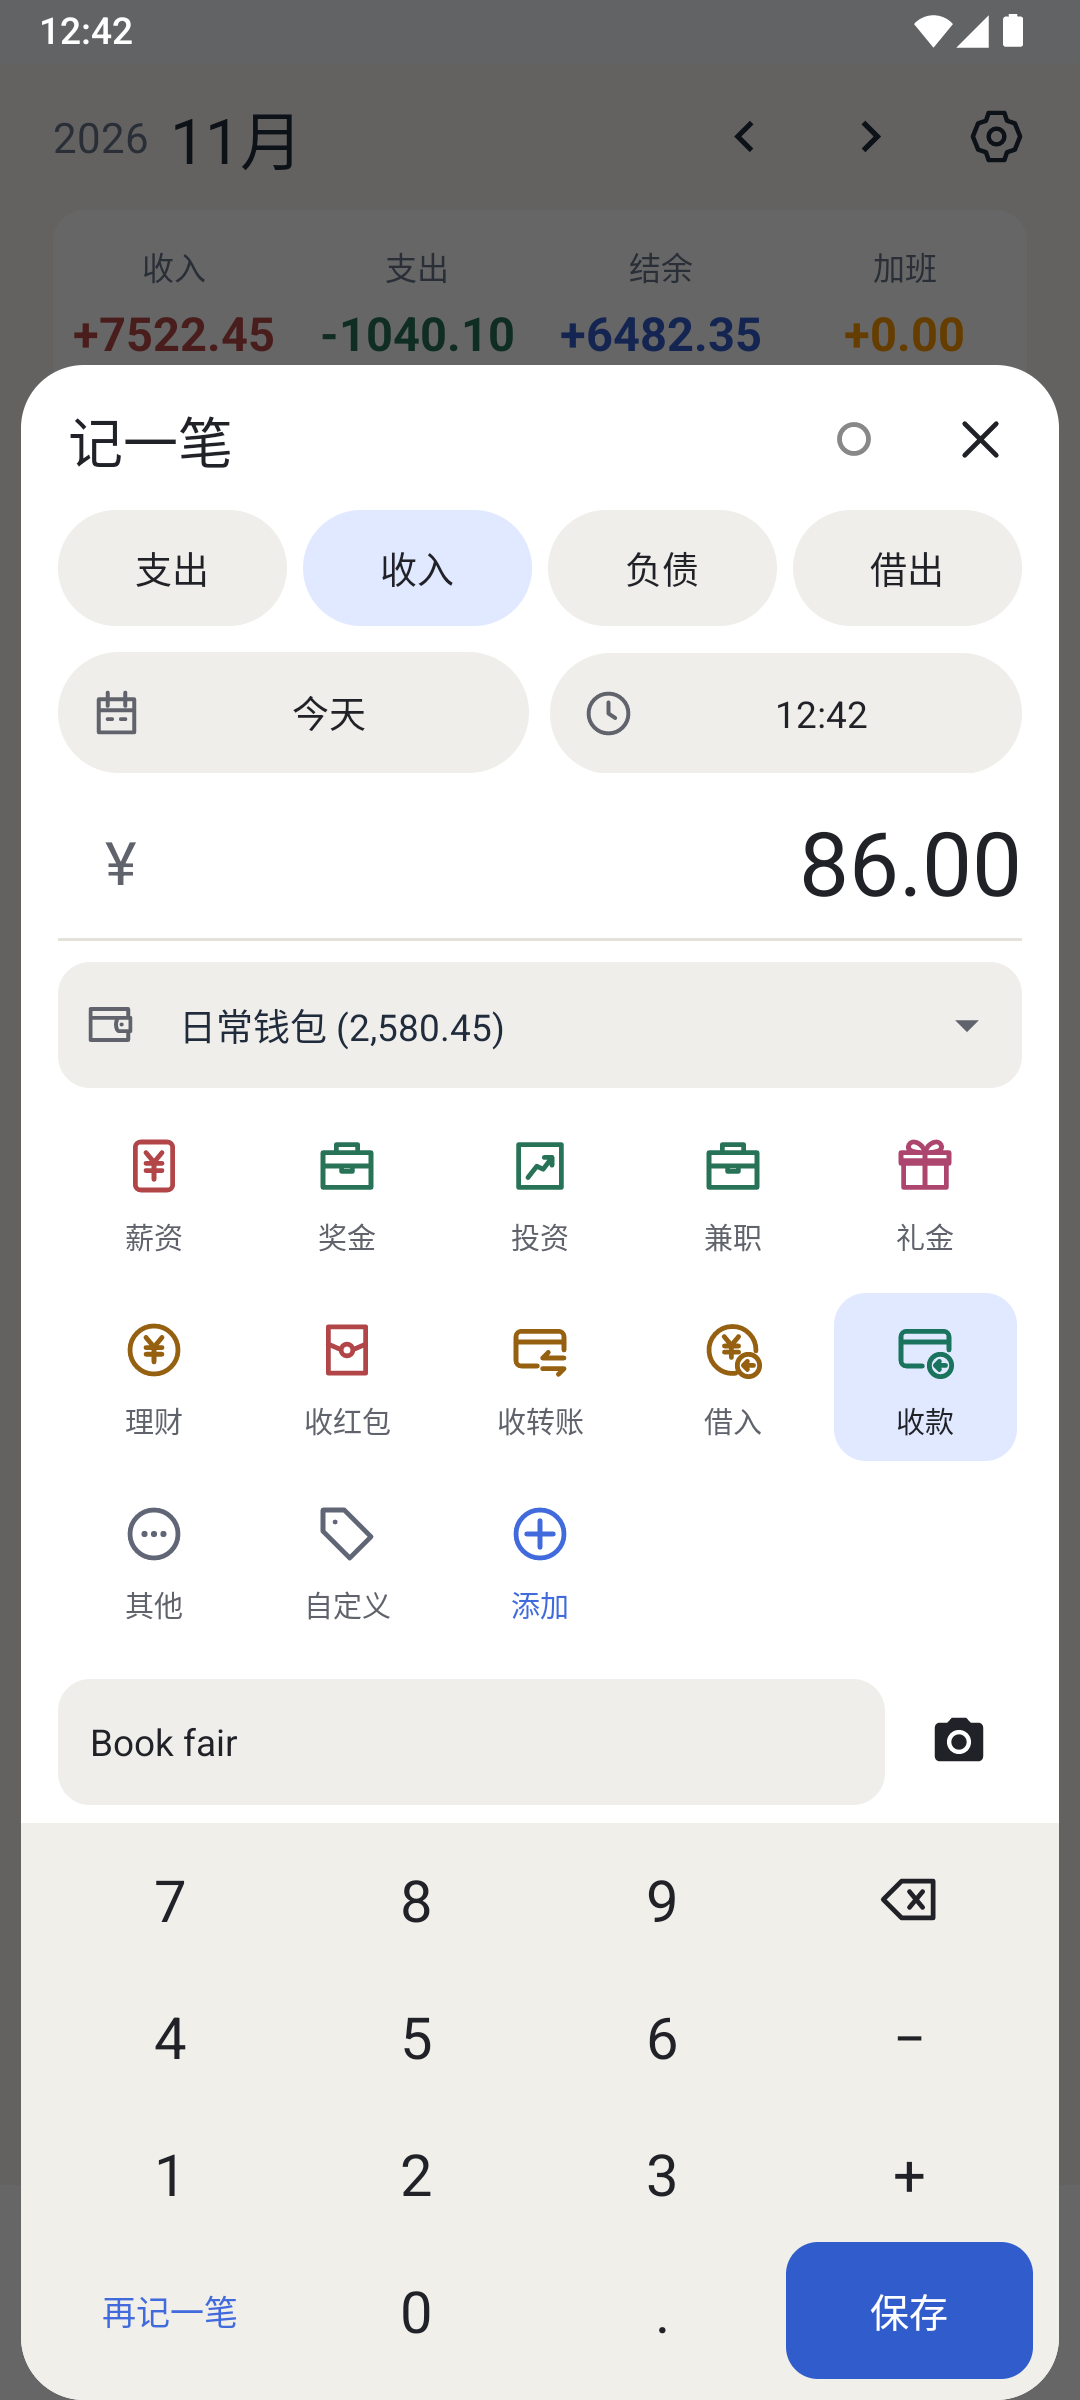 12:42
2026 11月
收入 支出 结余 加班
+7522.45 -1040.10 +6482.35 +0.00
记一笔
支出 收入 负债 借出
今天 12:42
¥ 86.00
日常钱包 (2,580.45)
薪资 奖金 投资 兼职 礼金
理财 收红包 收转账 借入 收款
其他 自定义 添加
Book fair
7 8 9
4 5 6 −
1 2 3 +
再记一笔 0 . 保存